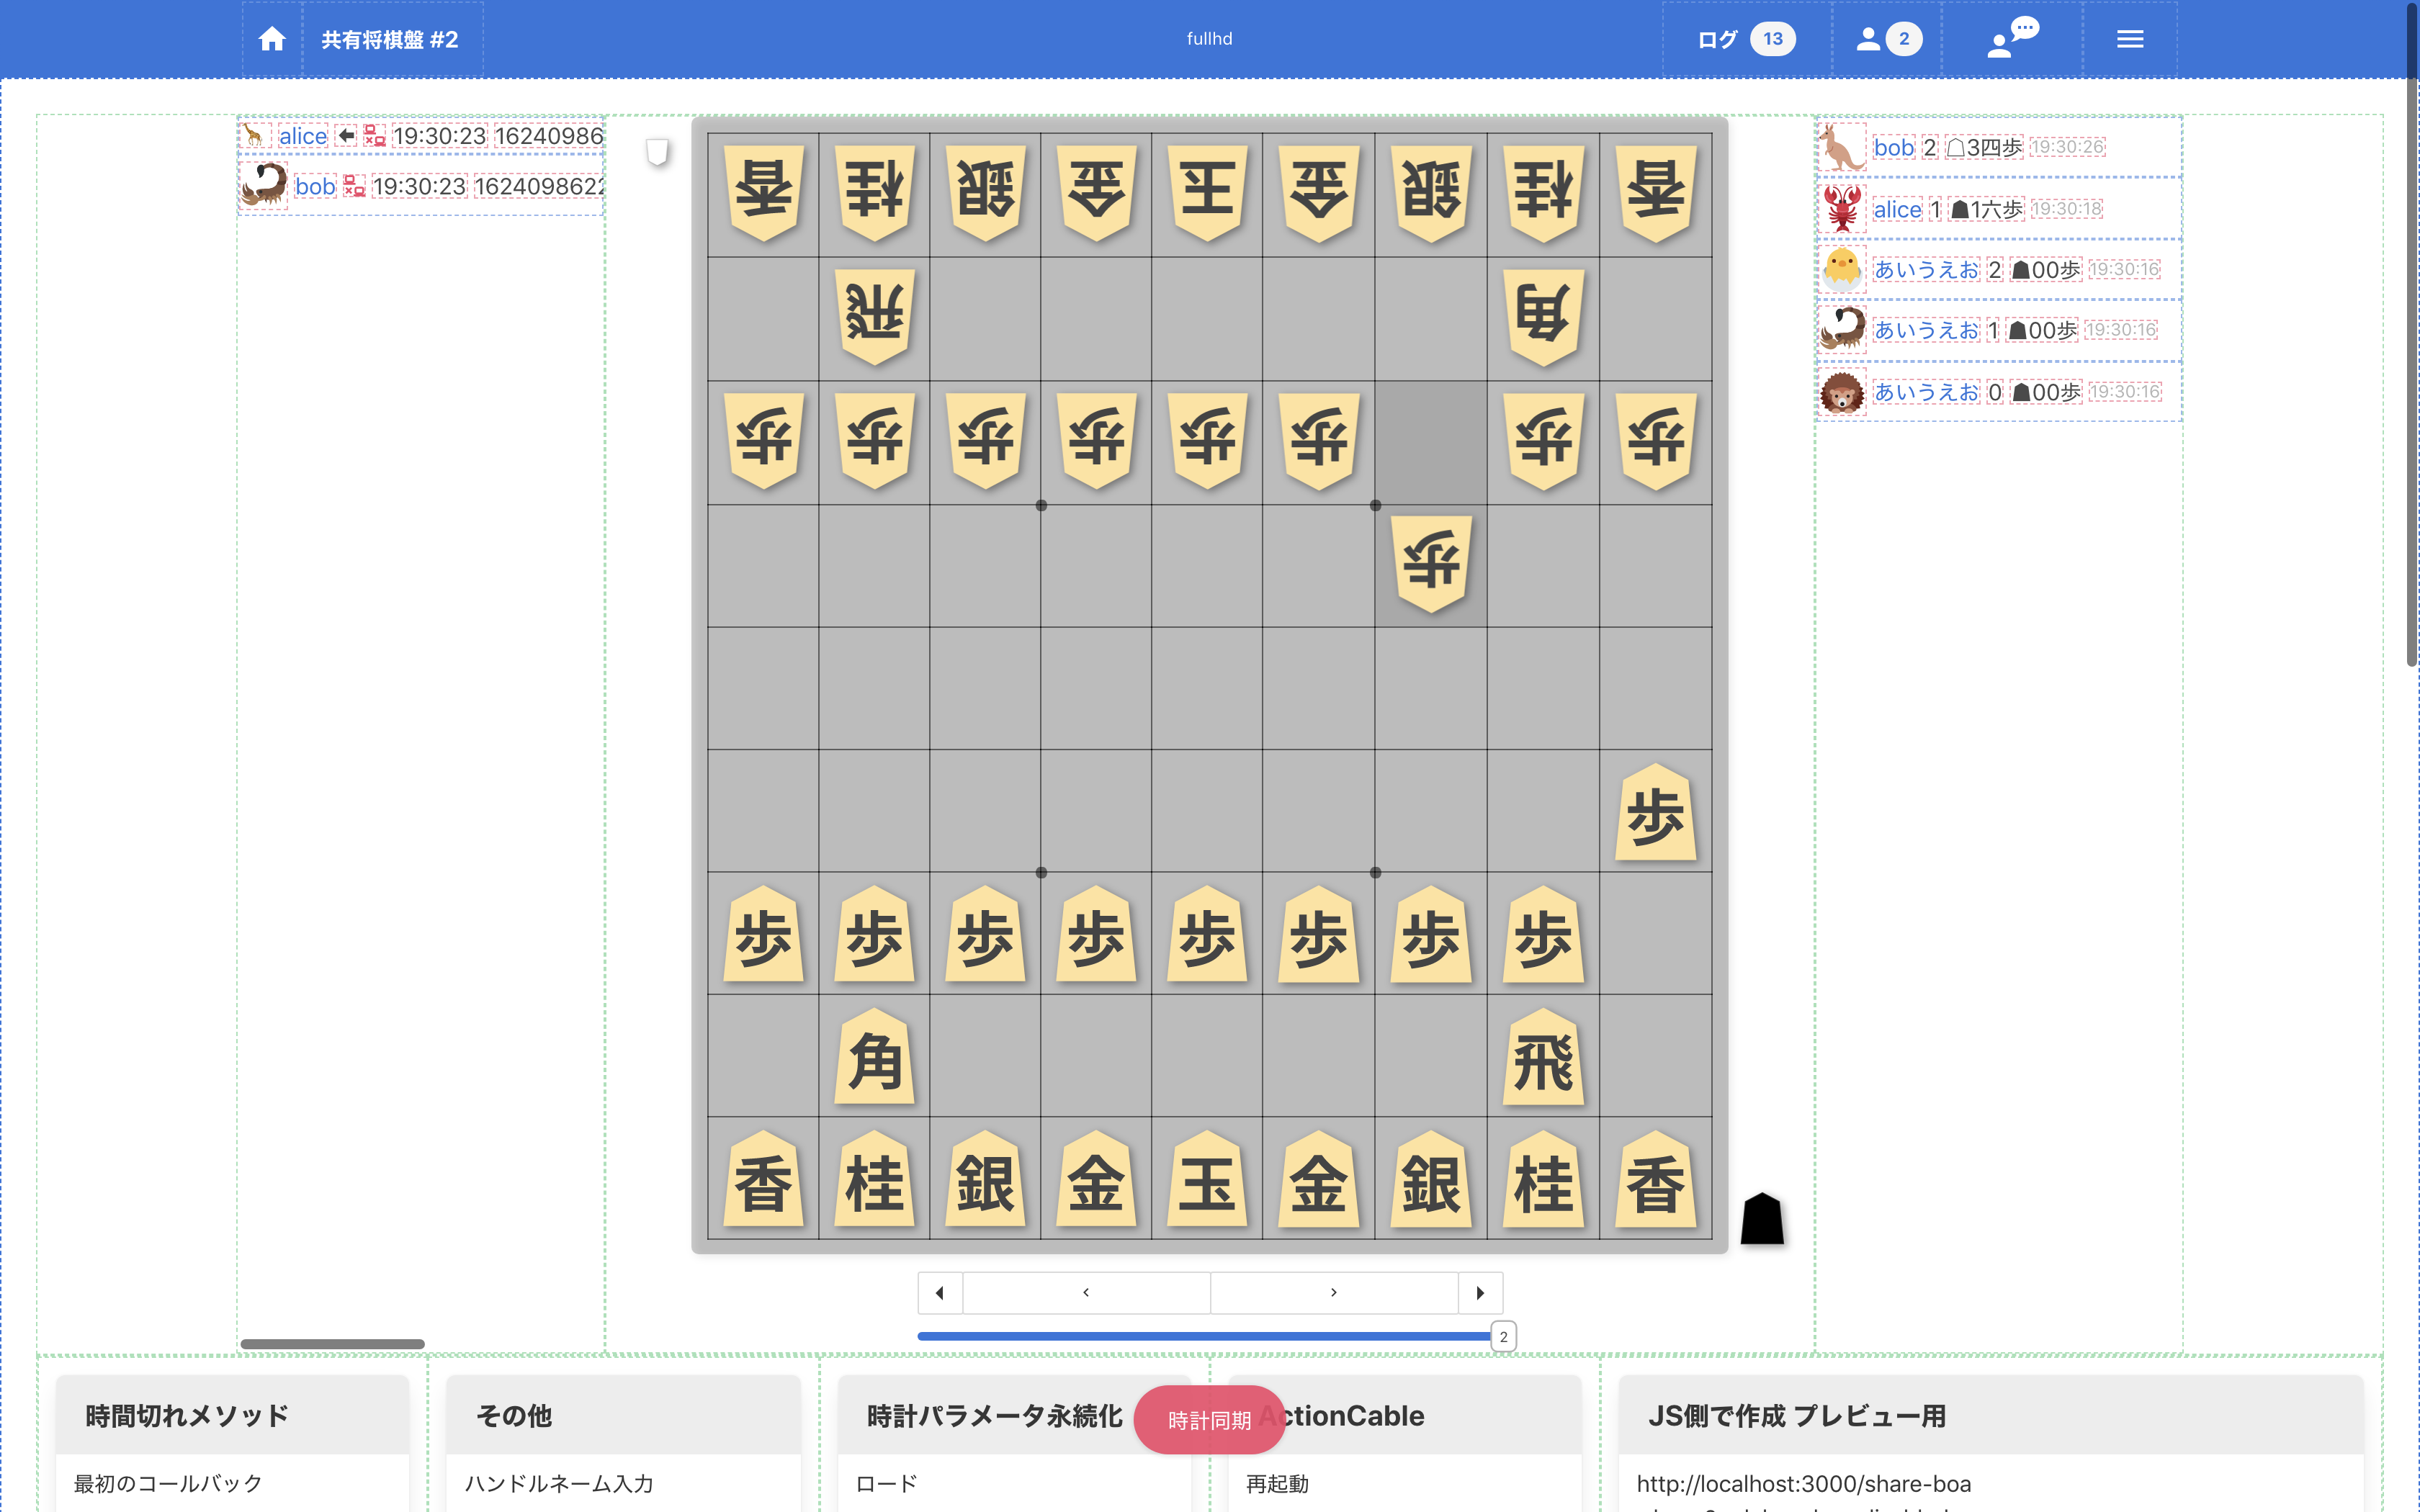 共有将棋盤 #2
fullhd
ログ 13
2
alice 19:30:23 16240986
bob 19:30:23 162409862
bob 2 ☖3四歩 19:30:26
alice 1 ☗1六歩 19:30:18
あいうえお 2 ☗00歩 19:30:16
あいうえお 1 ☗00歩 19:30:16
あいうえお 0 ☗00歩 19:30:16
香 桂 銀 金 玉 金 銀 桂 香
飛 角
歩 歩 歩 歩 歩 歩 歩 歩
歩
歩
歩 歩 歩 歩 歩 歩 歩 歩
角 飛
香 桂 銀 金 玉 金 銀 桂 香
2
時間切れメソッド
最初のコールバック
その他
ハンドルネーム入力
時計パラメータ永続化
ロード
時計同期
ActionCable
再起動
JS側で作成 プレビュー用
http://localhost:3000/share-boa